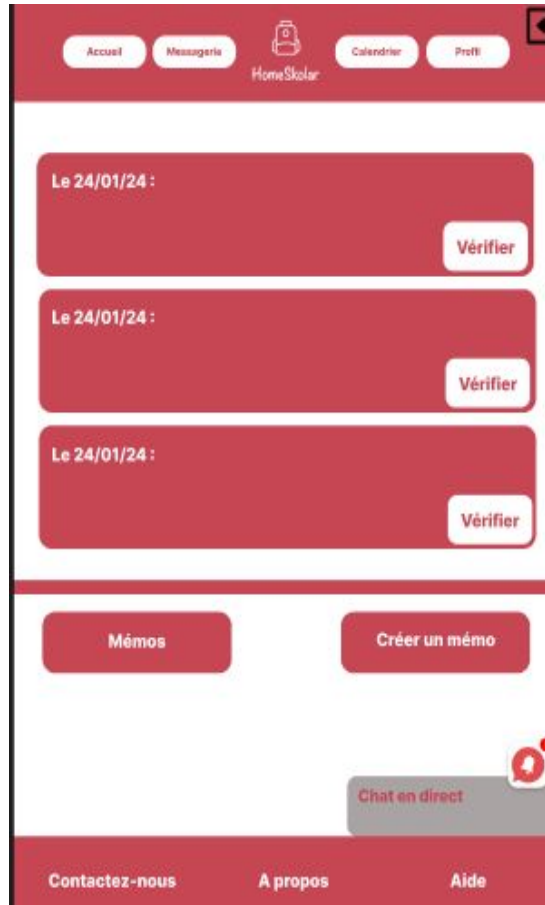 Accueil
Messagerie
HomeSkolar
Calendrier
Profil
Le 24/01/24 :
Vérifier
Le 24/01/24 :
Vérifier
Le 24/01/24 :
Vérifier
Mémos
Créer un mémo
Chat en direct
Contactez-nous
A propos
Aide